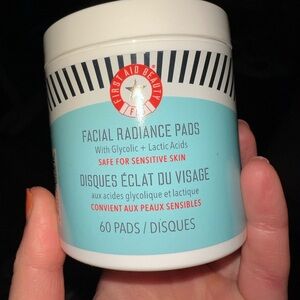 FIRST AID BEAUTY
FAB
FACIAL RADIANCE PADS
With Glycolic + Lactic Acids
SAFE FOR SENSITIVE SKIN
DISQUES ÉCLAT DU VISAGE
aux acides glycolique et lactique
CONVIENT AUX PEAUX SENSIBLES
60 PADS / DISQUES